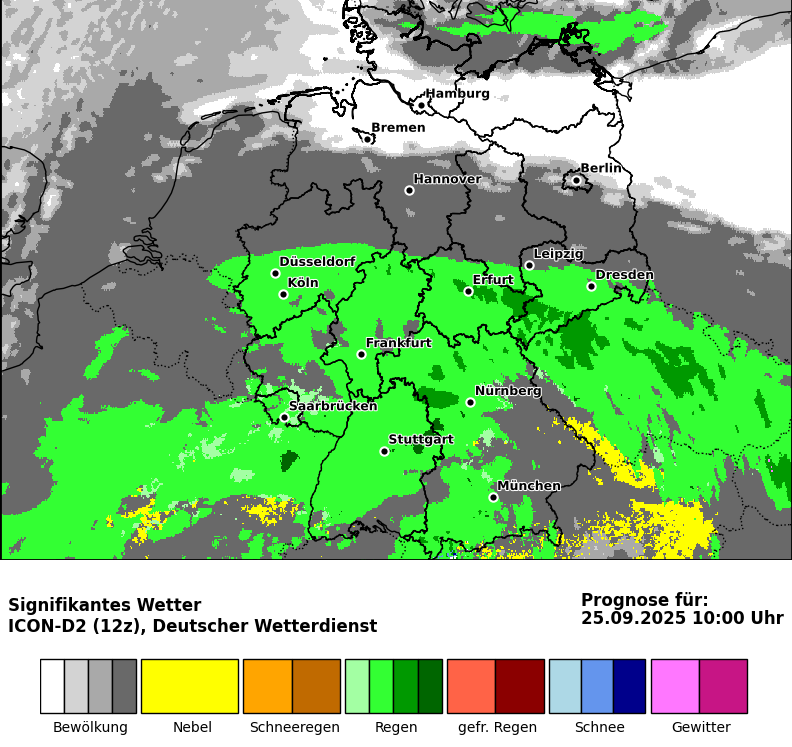 Hamburg
Bremen
Berlin
Hannover
Leipzig
Düsseldorf
Dresden
Erfurt
Köln
Frankfurt
Nürnberg
Saarbrücken
Stuttgart
München
Signifikantes Wetter
ICON-D2 (12z), Deutscher Wetterdienst
Prognose für:
25.09.2025 10:00 Uhr
Bewölkung
Nebel
Schneeregen
Regen
gefr. Regen
Schnee
Gewitter